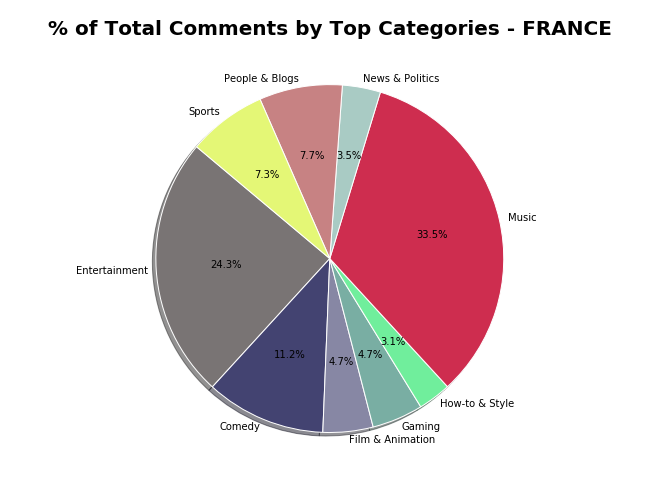 % of Total Comments by Top Categories - FRANCE
People & Blogs
News & Politics
Sports
7.7%
3.5%
7.3%
Music
33.5%
24.3%
Entertainment
3.1%
11.2%
4.7%
4.7%
How-to & Style
Comedy
Gaming
Film & Animation